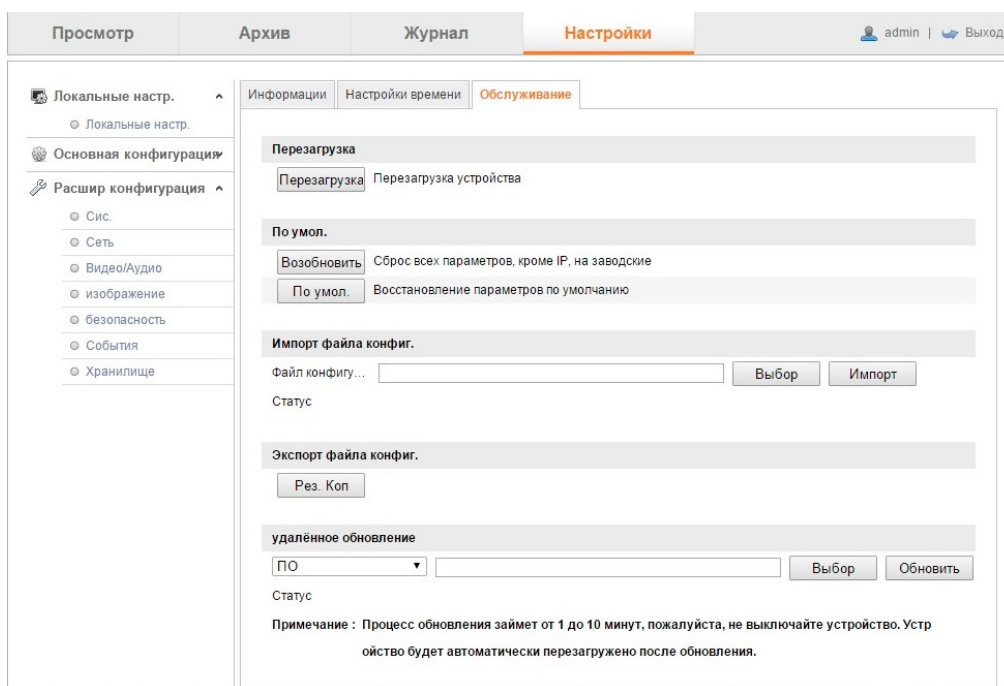 Просмотр
Архив
Журнал
Настройки
admin | Выход
Локальные настр.
Локальные настр.
Основная конфигурация
Расшир конфигурация
Сис.
Сеть
Видео/Аудио
изображение
безопасность
События
Хранилище
Информации
Настройки времени
Обслуживание
Перезагрузка
Перезагрузка Перезагрузка устройства
По умол.
Возобновить Сброс всех параметров, кроме IP, на заводские
По умол. Восстановление параметров по умолчанию
Импорт файла конфиг.
Файл конфигу... Выбор Импорт
Статус
Экспорт файла конфиг.
Рез. Коп
удалённое обновление
ПО Выбор Обновить
Статус
Примечание : Процесс обновления займет от 1 до 10 минут, пожалуйста, не выключайте устройство. Устр
ойство будет автоматически перезагружено после обновления.